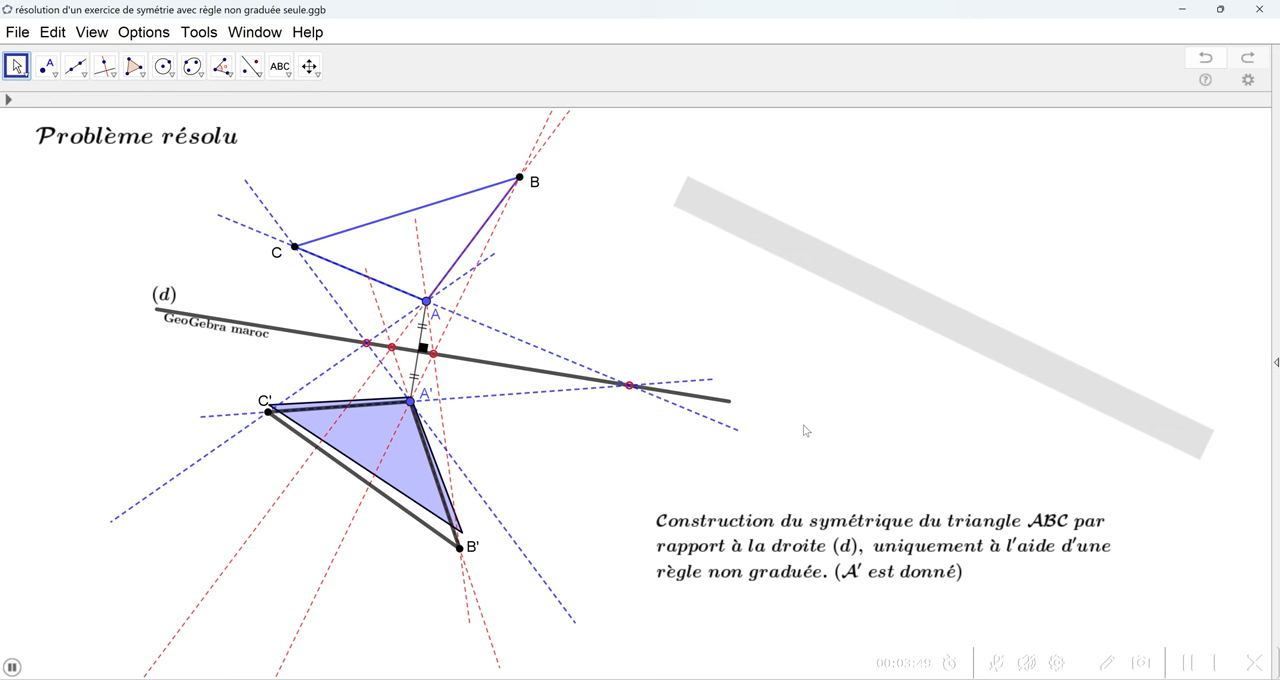 résolution d'un exercice de symétrie avec règle non graduée seule.ggb
File Edit View Options Tools Window Help
ABC
Problème résolu
B
C
(d)
GeoGebra maroc
A
A'
C'
B'
Construction du symétrique du triangle ABC par
rapport à la droite (d), uniquement à l'aide d'une
règle non graduée. (A' est donné)
00:03:49